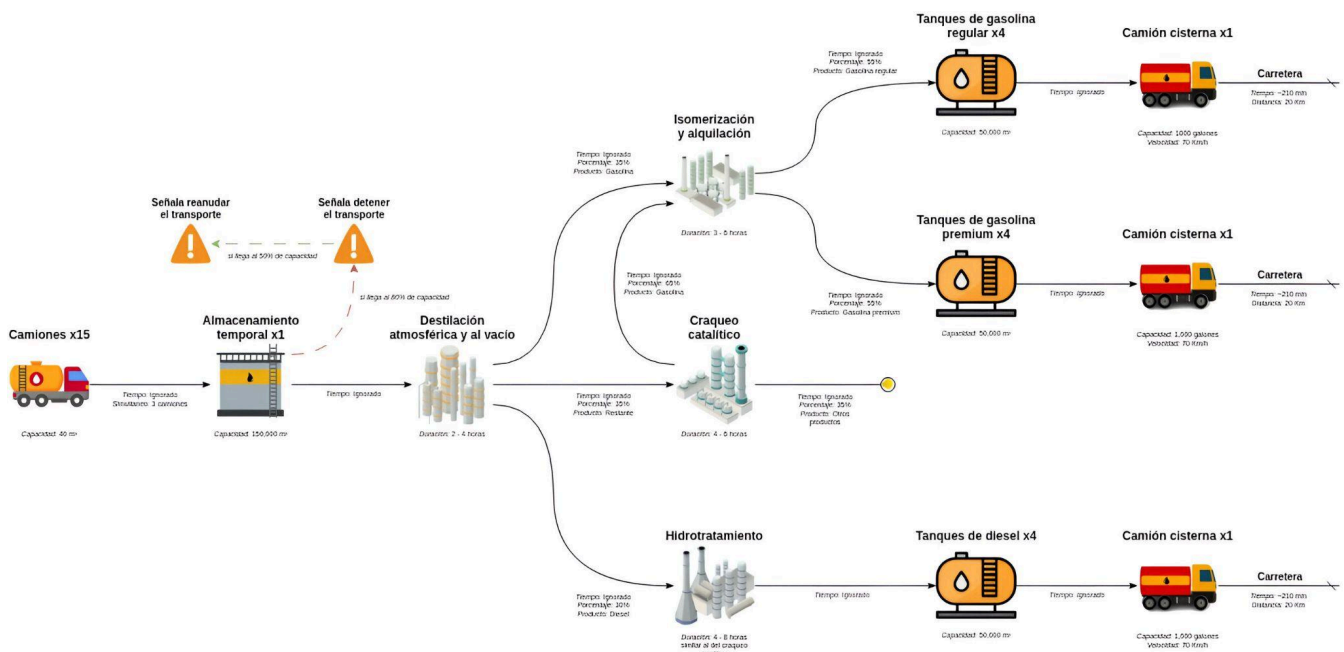 Tanques de gasolina
regular x4
Camión cisterna x1
Tiempo: Ignorado
Porcentaje: 55%
Producto: Gasolina regular
Tiempo: Ignorado
Carretera
Tiempo: ~210 min
Distancia: 20 Km
Capacidad: 50,000 m³
Capacidad: 1000 galones
Velocidad: 70 Km/h
Isomerización
y alquilación
Tiempo: Ignorado
Porcentaje: 35%
Producto: Gasolina
Duración: 3 - 6 horas
Señala reanudar
el transporte
Señala detener
el transporte
si llega al 50% de capacidad
si llega al 80% de capacidad
Tanques de gasolina
premium x4
Camión cisterna x1
Tiempo: Ignorado
Porcentaje: 55%
Producto: Gasolina premium
Tiempo: Ignorado
Carretera
Tiempo: ~210 min
Distancia: 20 Km
Capacidad: 50,000 m³
Capacidad: 1,000 galones
Velocidad: 70 Km/h
Tiempo: Ignorado
Porcentaje: 65%
Producto: Gasolina
Camiones x15
Almacenamiento
temporal x1
Destilación
atmosférica y al vacío
Craqueo
catalítico
Tiempo: Ignorado
Simultáneo: 3 camiones
Tiempo: Ignorado
Tiempo: Ignorado
Porcentaje: 35%
Producto: Restante
Tiempo: Ignorado
Porcentaje: 35%
Producto: Otros
productos
Capacidad: 40 m³
Capacidad: 150,000 m³
Duración: 2 - 4 horas
Duración: 4 - 6 horas
Hidrotratamiento
Tanques de diesel x4
Camión cisterna x1
Tiempo: Ignorado
Porcentaje: 30%
Producto: Diesel
Tiempo: Ignorado
Tiempo: Ignorado
Carretera
Tiempo: ~210 min
Distancia: 20 Km
Duración: 4 - 8 horas
similar al del craqueo
Capacidad: 50,000 m³
Capacidad: 1,000 galones
Velocidad: 70 Km/h